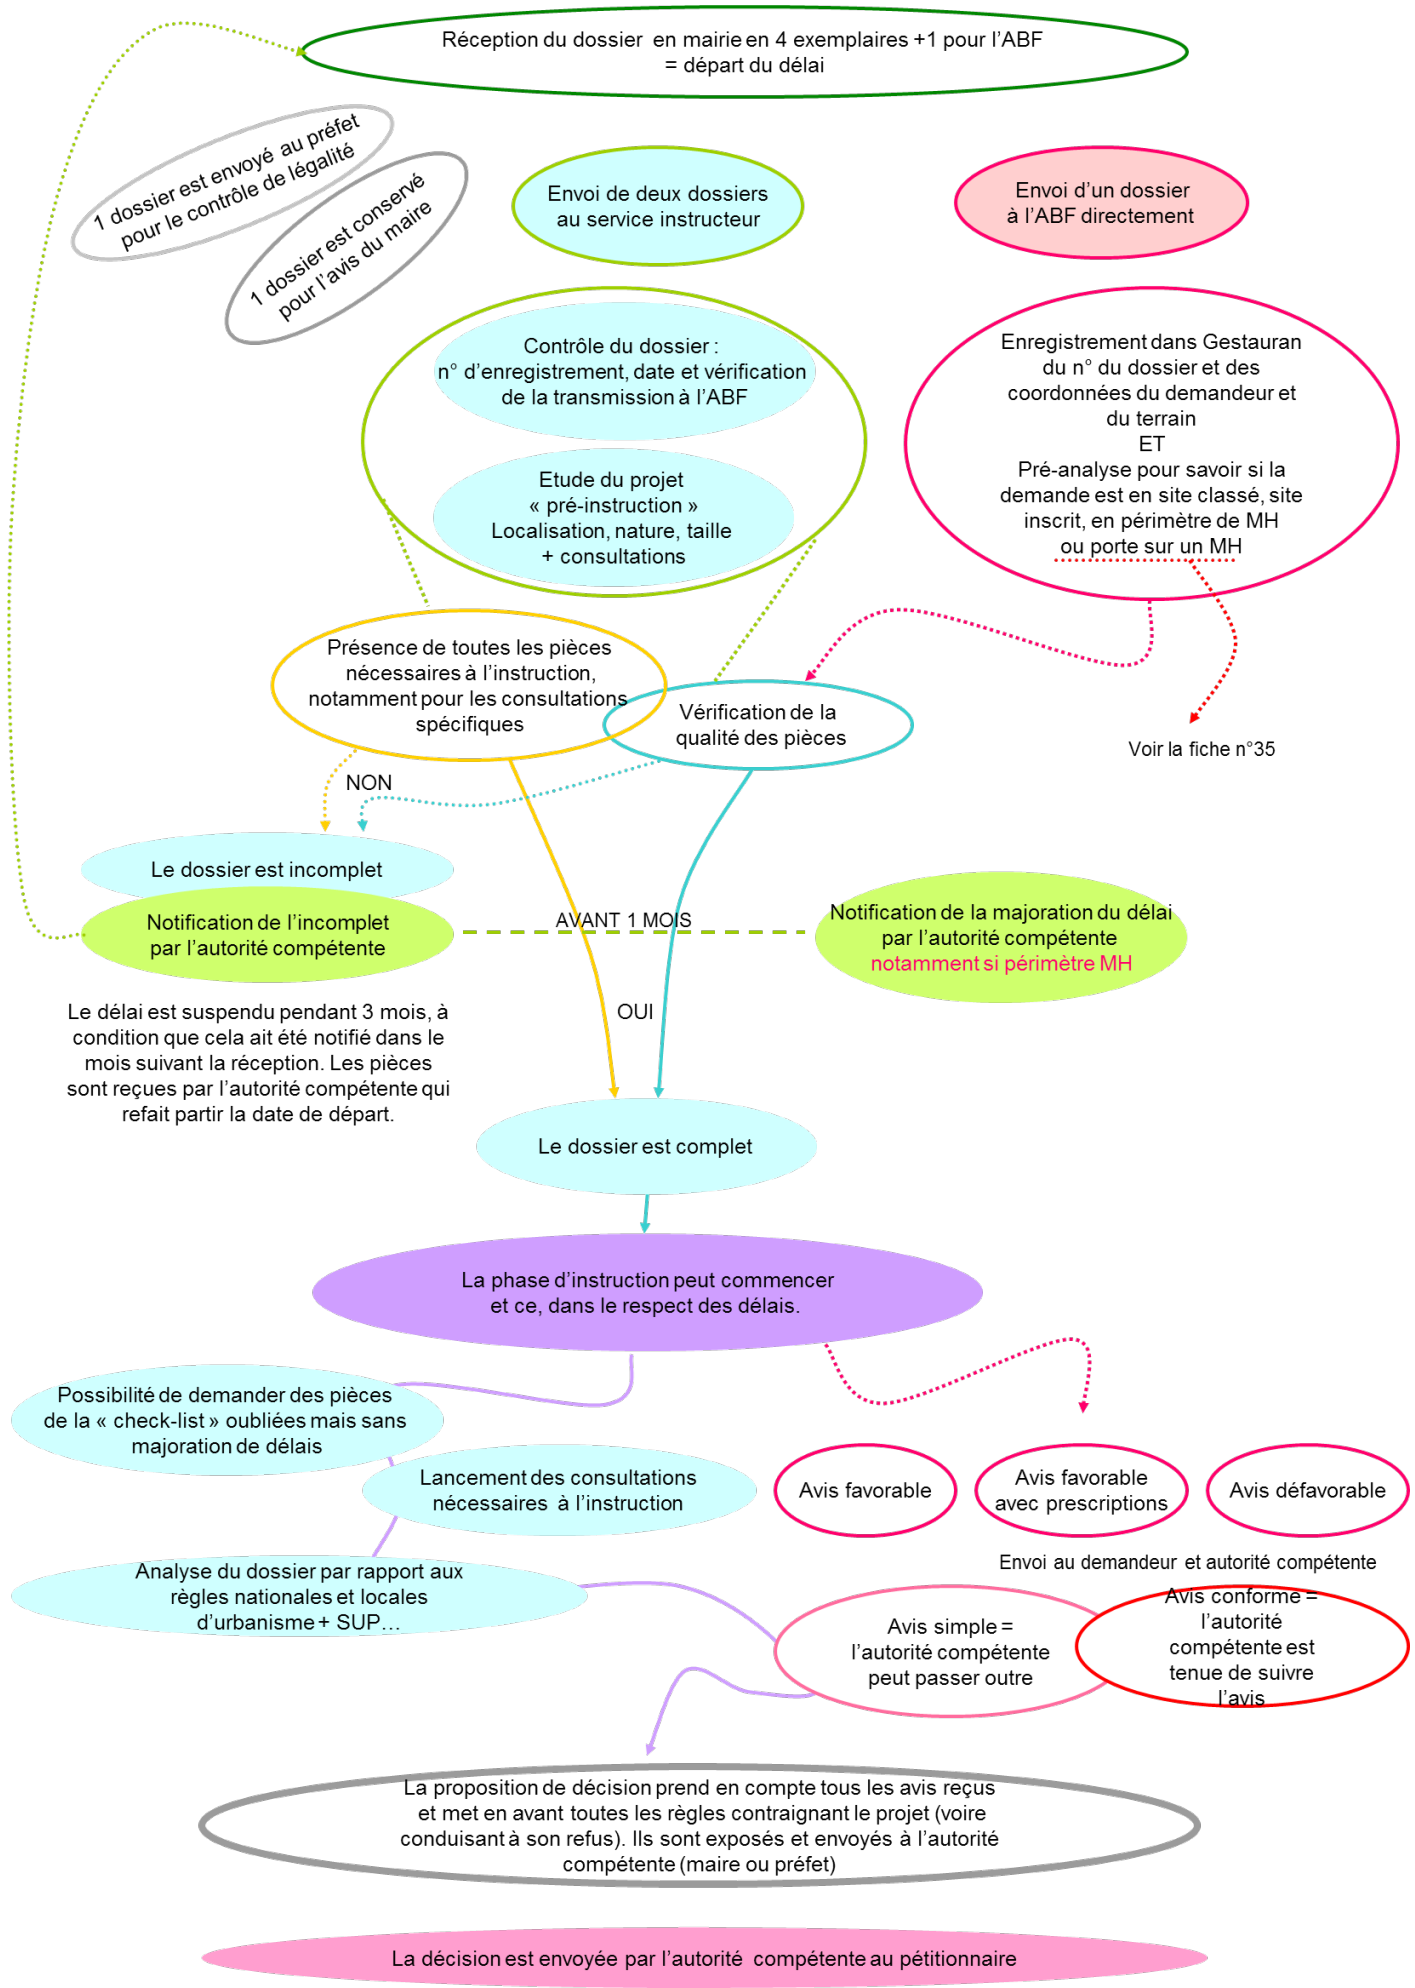 Réception du dossier en mairie en 4 exemplaires +1 pour l'ABF
= départ du délai
1 dossier est envoyé au préfet
pour le contrôle de légalité
1 dossier est conservé
pour l'avis du maire
Envoi de deux dossiers
au service instructeur
Envoi d'un dossier
à l'ABF directement
Contrôle du dossier :
n° d'enregistrement, date et vérification
de la transmission à l'ABF
Etude du projet
« pré-instruction »
Localisation, nature, taille
+ consultations
Enregistrement dans Gestauran
du n° du dossier et des
coordonnées du demandeur et
du terrain
ET
Pré-analyse pour savoir si la
demande est en site classé, site
inscrit, en périmètre de MH
ou porte sur un MH
Présence de toutes les pièces
nécessaires à l'instruction,
notamment pour les consultations
spécifiques
Vérification de la
qualité des pièces
Voir la fiche n°35
NON
Le dossier est incomplet
Notification de l'incomplet
par l'autorité compétente
AVANT 1 MOIS
Notification de la majoration du délai
par l'autorité compétente
notamment si périmètre MH
Le délai est suspendu pendant 3 mois, à
condition que cela ait été notifié dans le
mois suivant la réception. Les pièces
sont reçues par l'autorité compétente qui
refait partir la date de départ.
OUI
Le dossier est complet
La phase d'instruction peut commencer
et ce, dans le respect des délais.
Possibilité de demander des pièces
de la « check-list » oubliées mais sans
majoration de délais
Lancement des consultations
nécessaires à l'instruction
Avis favorable
Avis favorable
avec prescriptions
Avis défavorable
Envoi au demandeur et autorité compétente
Analyse du dossier par rapport aux
règles nationales et locales
d'urbanisme + SUP…
Avis simple =
l'autorité compétente
peut passer outre
Avis conforme =
l'autorité
compétente est
tenue de suivre
l'avis
La proposition de décision prend en compte tous les avis reçus
et met en avant toutes les règles contraignant le projet (voire
conduisant à son refus). Ils sont exposés et envoyés à l'autorité
compétente (maire ou préfet)
La décision est envoyée par l'autorité compétente au pétitionnaire